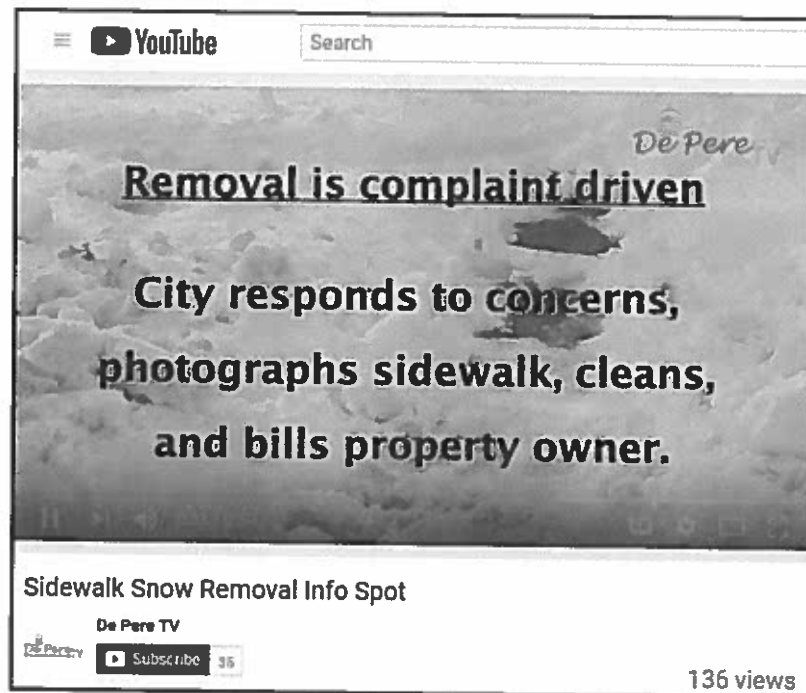 YouTube
Search
De Pere
Removal is complaint driven
City responds to concerns,
photographs sidewalk, cleans,
and bills property owner.
Sidewalk Snow Removal Info Spot
De Pere TV
Subscribe
136 views